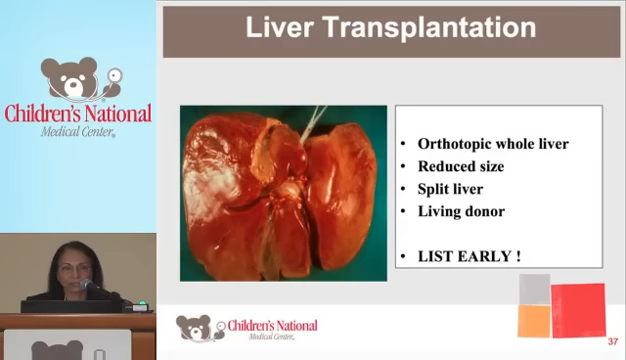 Liver Transplantation
Children's National
Medical Center®
• Orthotopic whole liver
• Reduced size
• Split liver
• Living donor
• LIST EARLY !
Children's National
Medical Center®
37